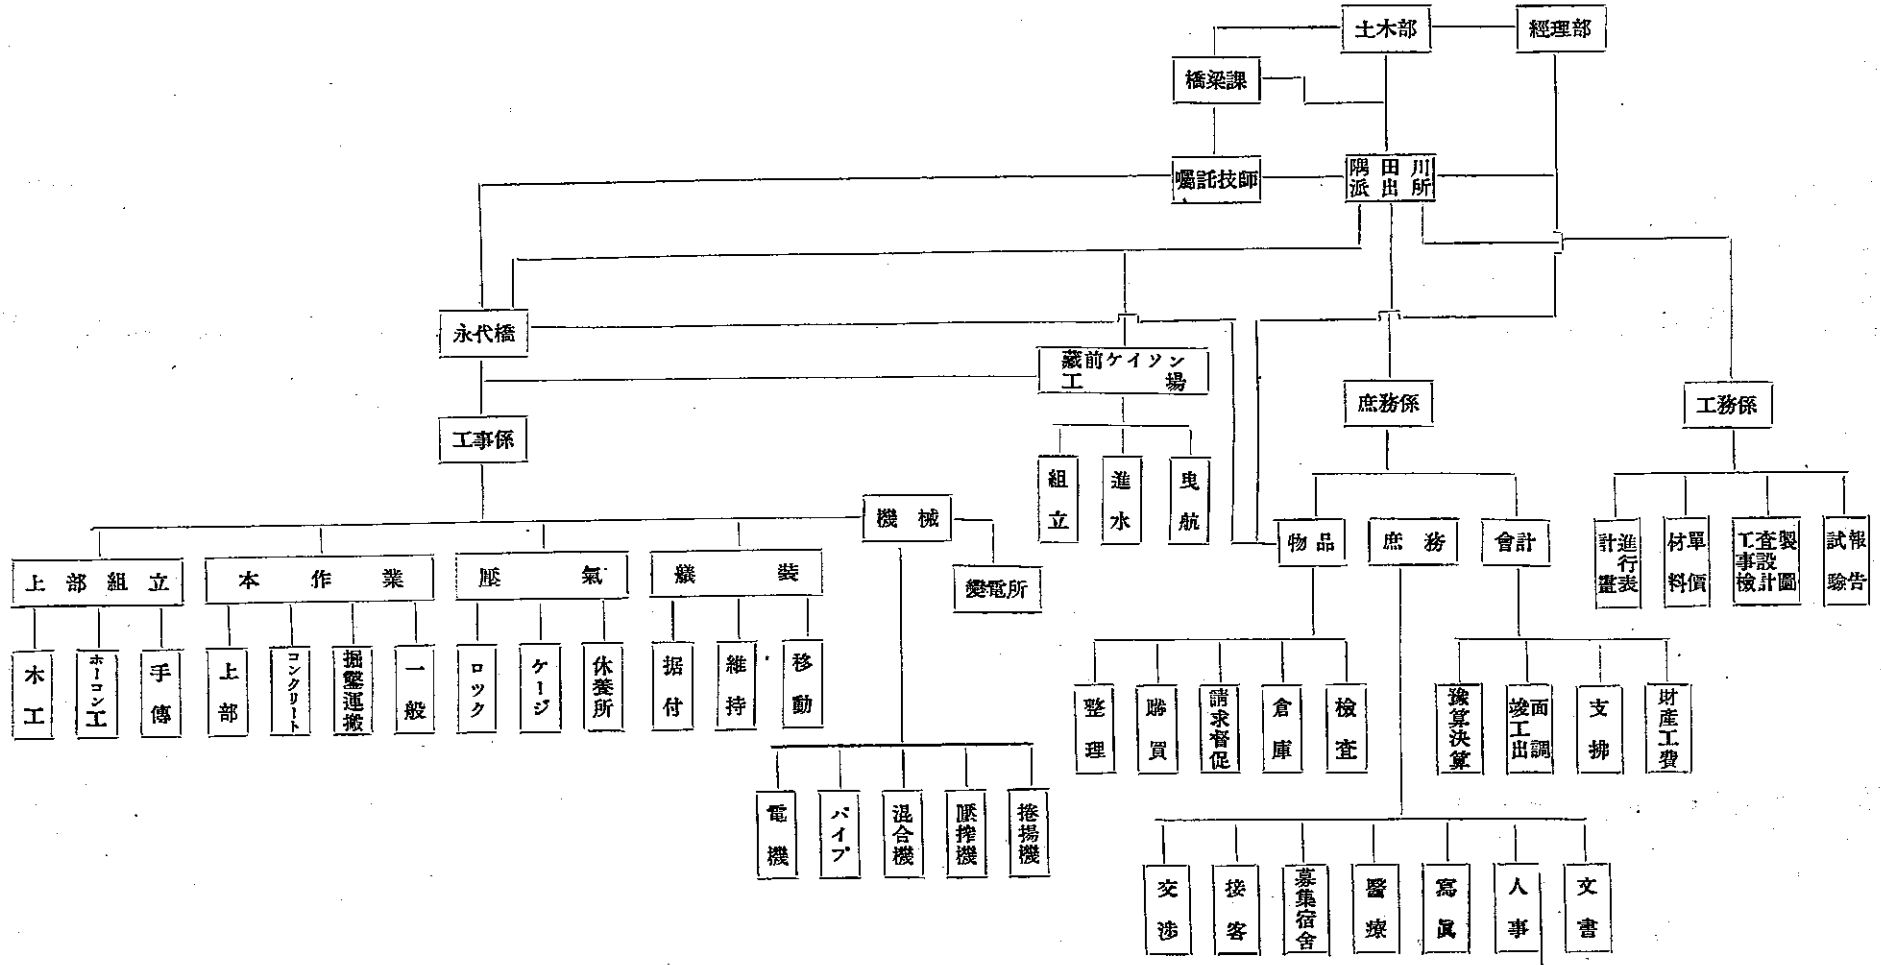 土木部
經理部
橋梁課
囑託技師
隅田川
派出所
永代橋
藏前ケイソン
工場
庶務係
工務係
工事係
組立
進水
曳航
機械
變電所
物品
庶務
會計
計畫
進行表
材料
單價
工事檢
査設計
製圖
試驗
報告
上部組立
本作業
壓氣
艤裝
木工
ホーコン工
手傳
上部
コンクリート
掘鑿運搬
一般
ロック
ケージ
休養所
据付
維持
移動
整理
購買
請求督促
倉庫
檢査
豫算決算
竣工出
面調
支拂
財産工費
電機
パイプ
混合機
壓搾機
捲揚機
交渉
接客
募集宿舍
醫療
寫眞
人事
文書